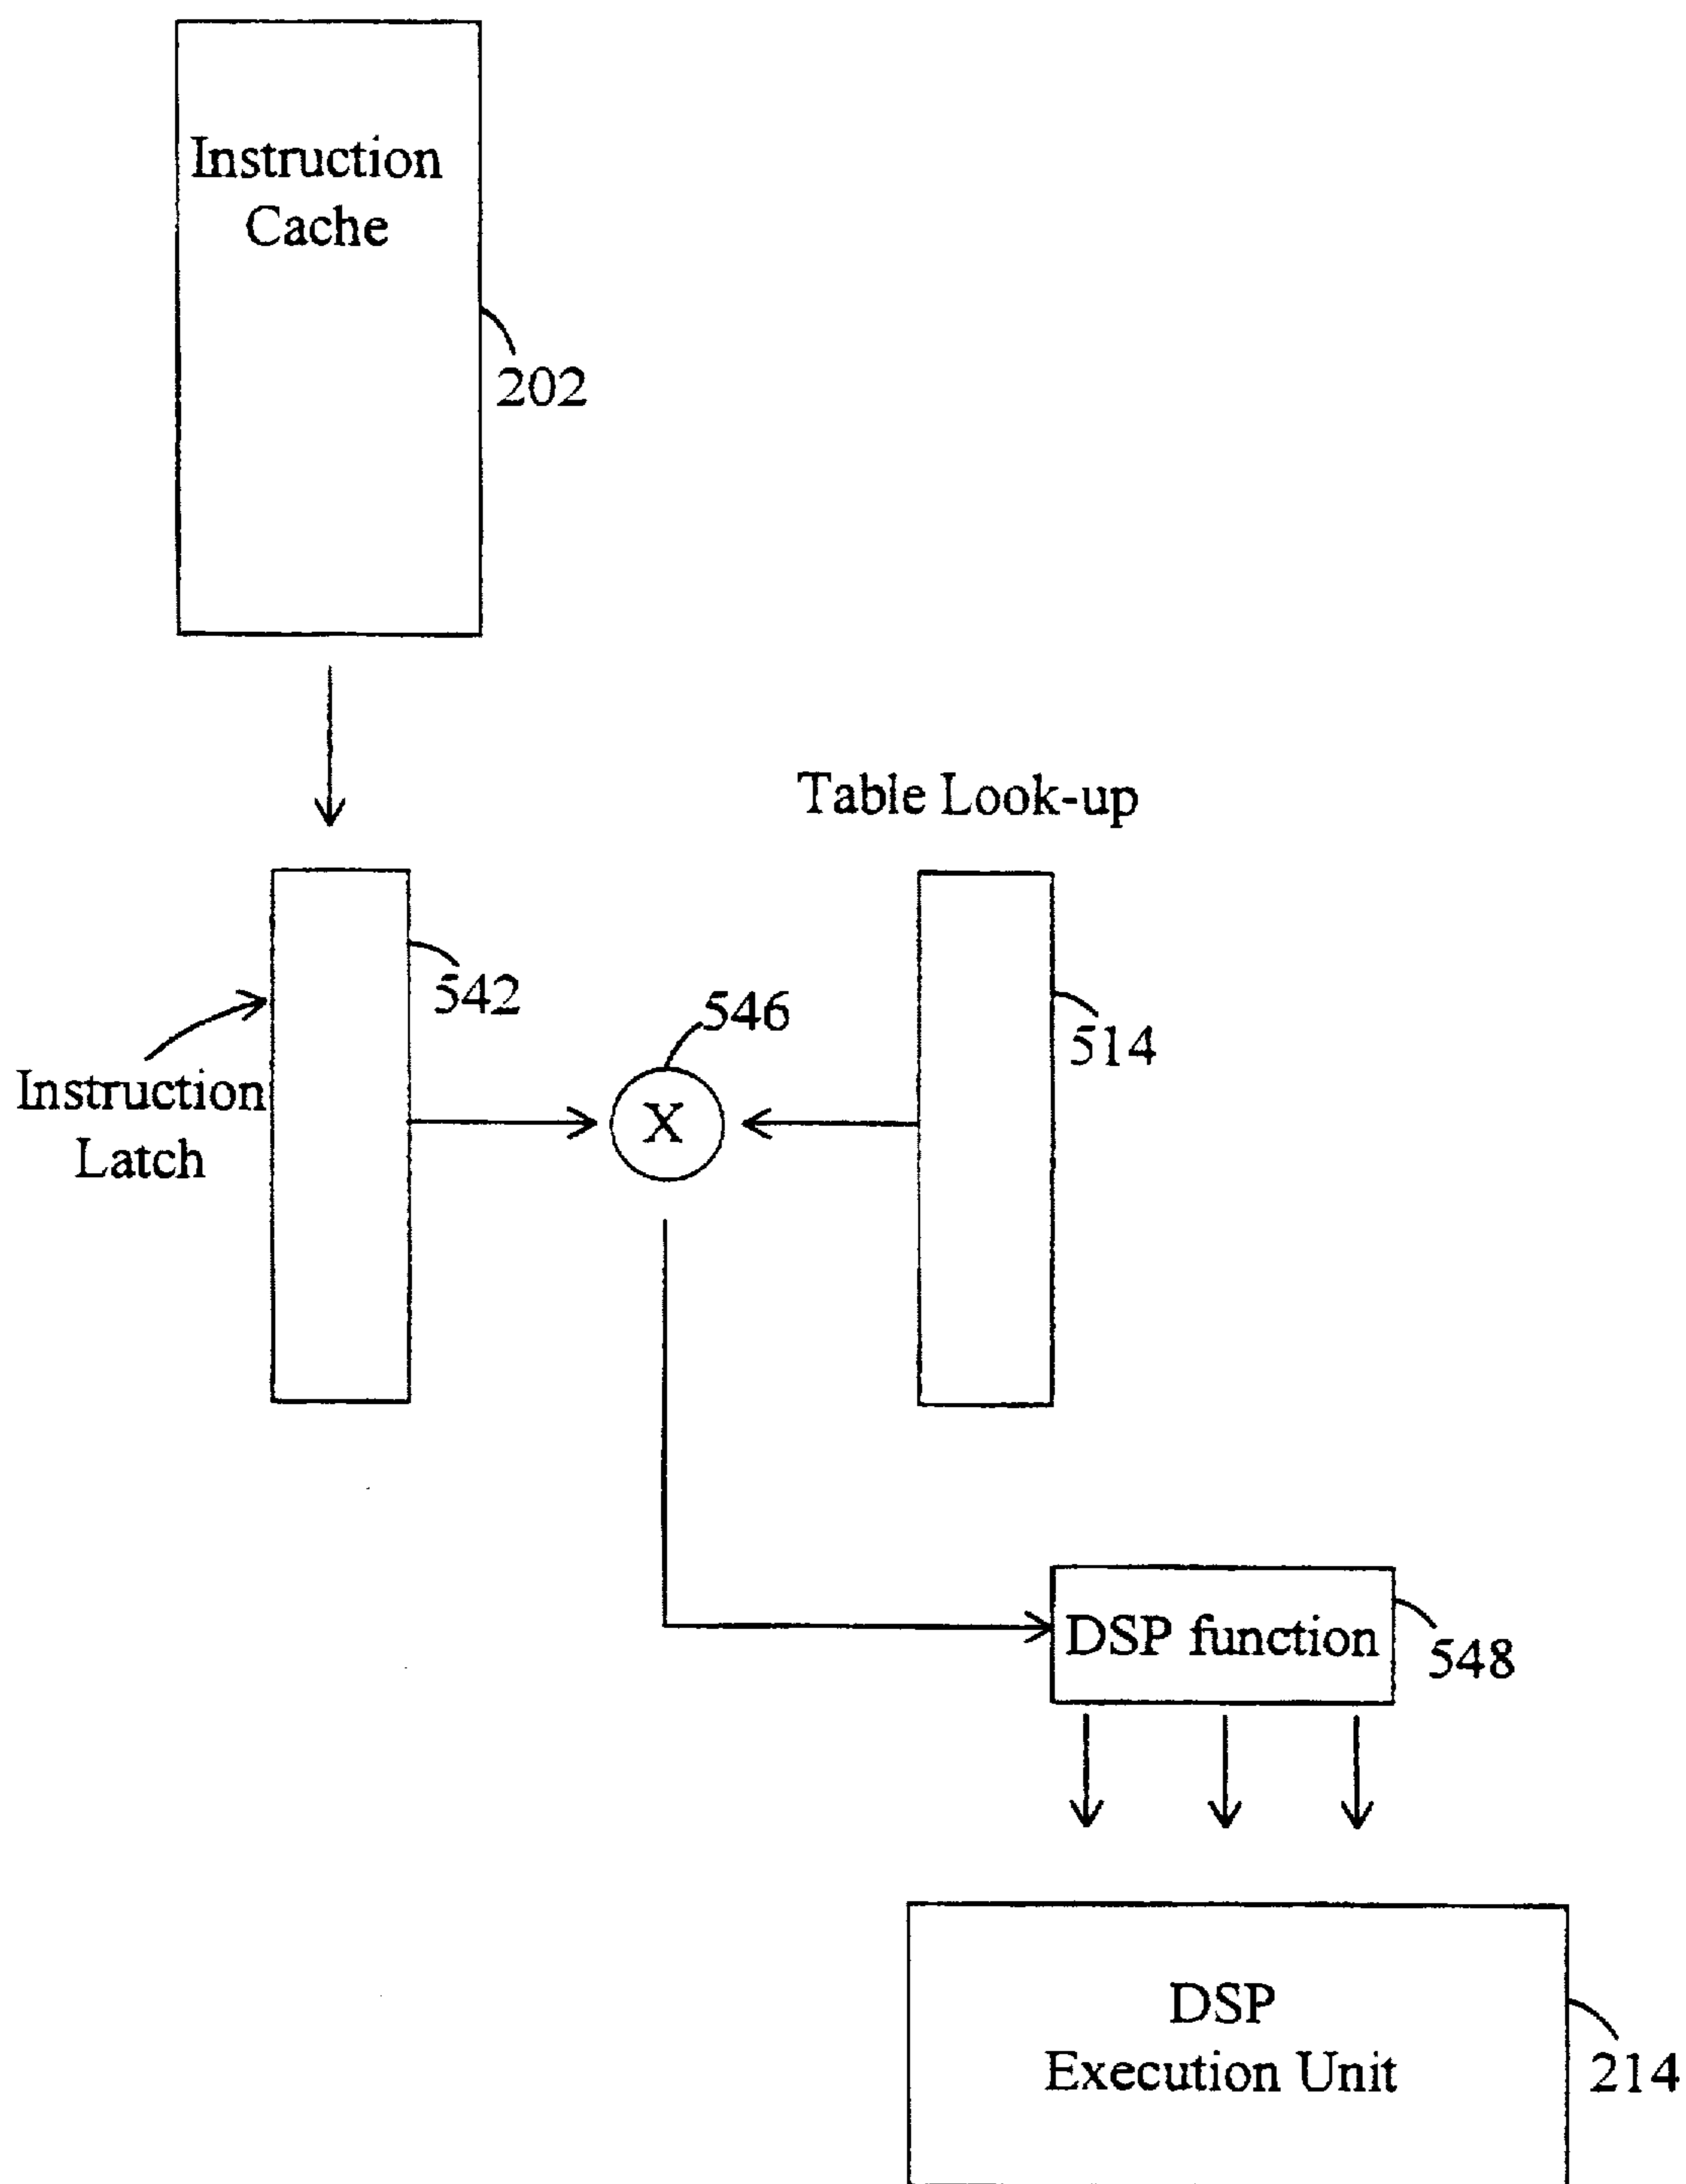 Instruction
Cache
202
Table Look-up
542
546
514
Instruction
Latch
X
DSP function
548
DSP
Execution Unit
214